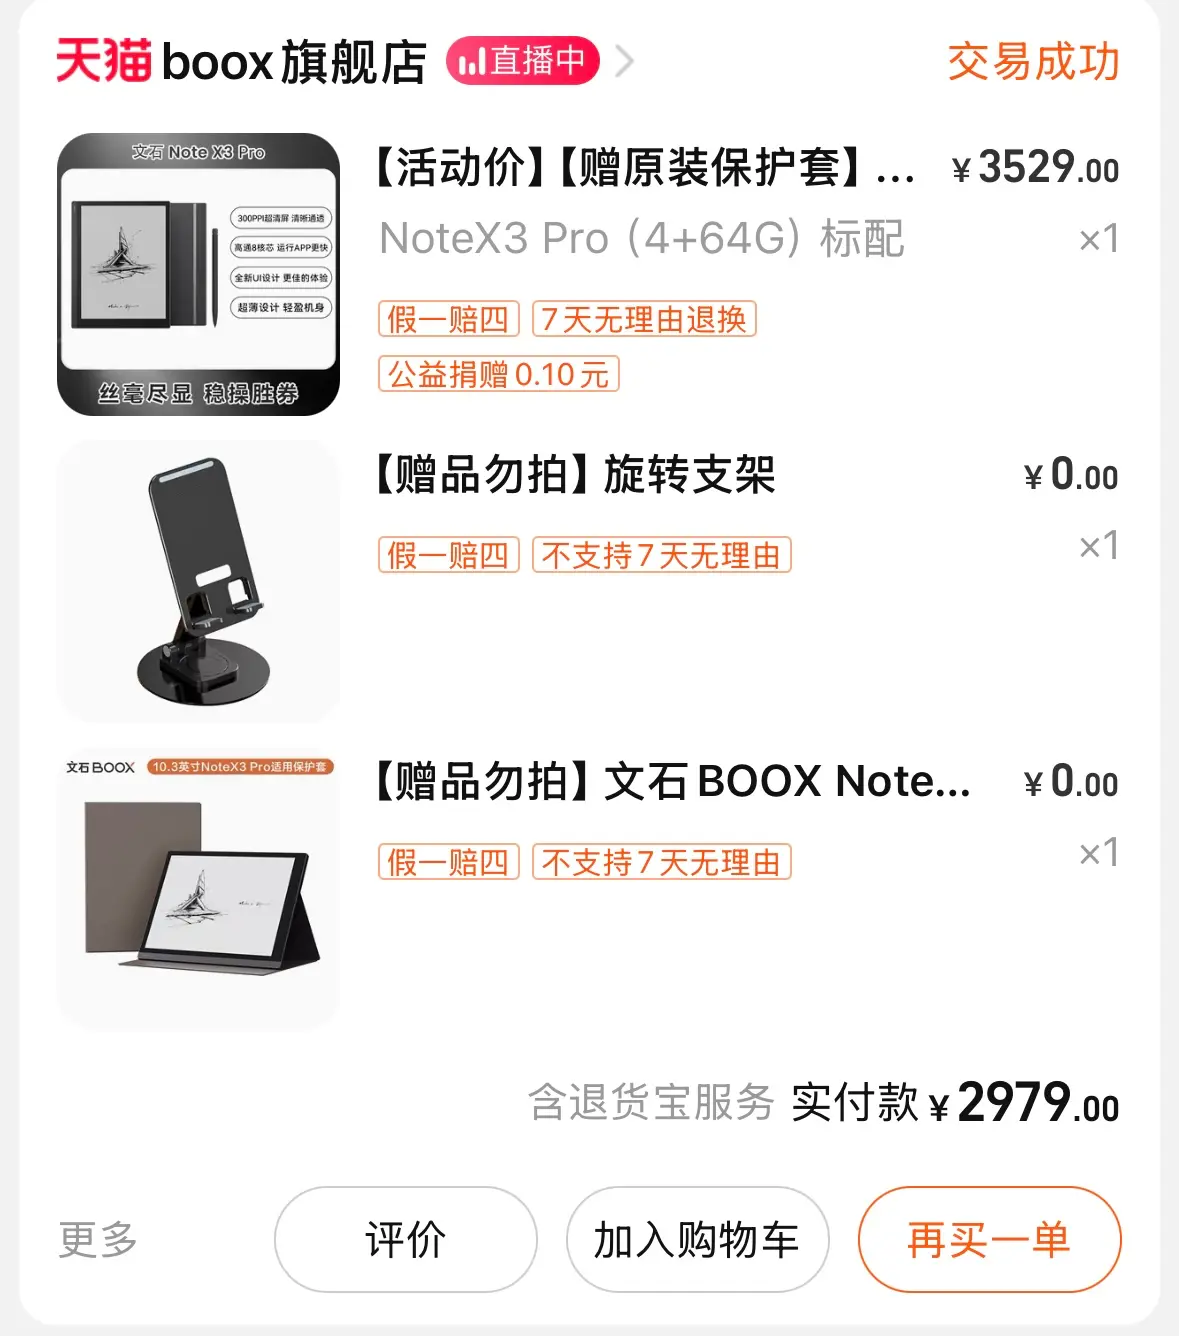 天猫 boox旗舰店 直播中 交易成功
文石 Note X3 Pro
300PPI超清屏 清晰通透
高通8核芯 运行APP更快
全新UI设计 更佳的体验
超薄设计 轻盈机身
丝毫尽显 稳操胜券
【活动价】【赠原装保护套】... ¥3529.00
NoteX3 Pro（4+64G）标配 ×1
假一赔四 7天无理由退换
公益捐赠0.10元
【赠品勿拍】旋转支架 ¥0.00
假一赔四 不支持7天无理由 ×1
文石BOOX 10.3英寸NoteX3 Pro适用保护套
【赠品勿拍】文石BOOX Note... ¥0.00
假一赔四 不支持7天无理由 ×1
含退货宝服务 实付款¥2979.00
更多 评价 加入购物车 再买一单